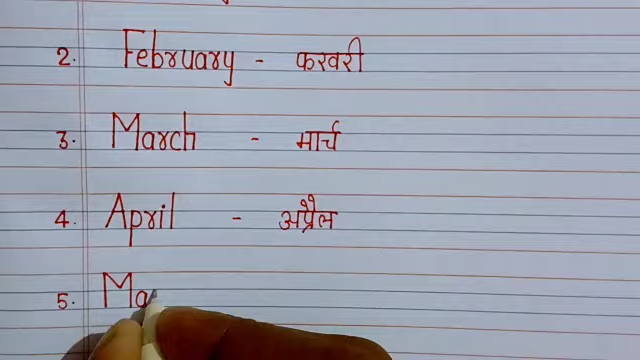 2. February - फरवरी
3. March - मार्च
4. April - अप्रैल
5. Ma